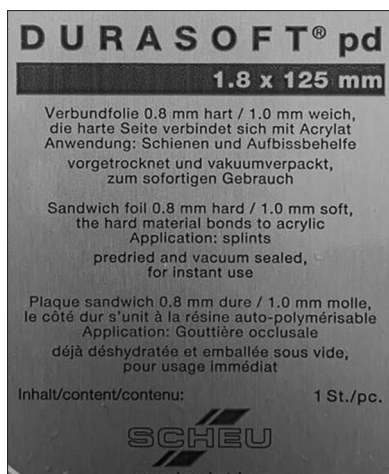 DURASOFT® pd
1.8 x 125 mm
Verbundfolie 0.8 mm hart / 1.0 mm weich,
die harte Seite verbindet sich mit Acrylat
Anwendung: Schienen und Aufbissbehelfe
vorgetrocknet und vakuumverpackt,
zum sofortigen Gebrauch
Sandwich foil 0.8 mm hard / 1.0 mm soft,
the hard material bonds to acrylic
Application: splints
predried and vacuum sealed,
for instant use
Plaque sandwich 0.8 mm dure / 1.0 mm molle,
le côté dur s'unit à la résine auto-polymérisable
Application: Gouttière occlusale
déjà déshydratée et emballée sous vide,
pour usage immédiat
Inhalt/content/contenu: 1 St./pc.
SCHEU